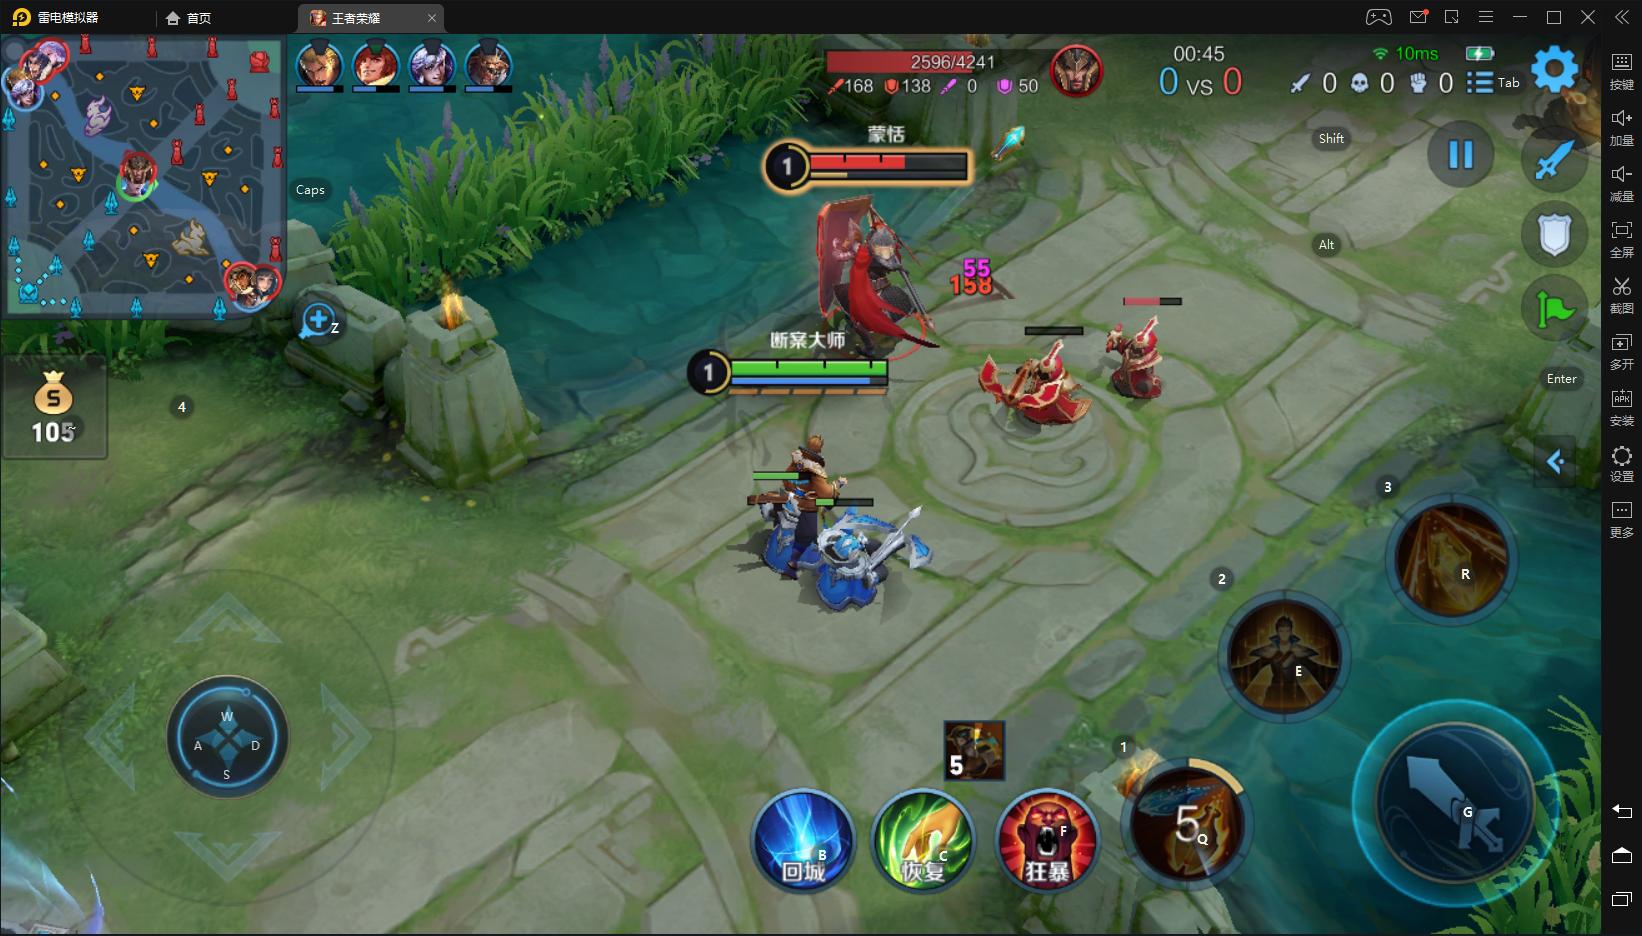 雷电模拟器
首页
王者荣耀
2596/4241
168 138 0 50
00:45
0 VS 0
10ms
0 0 0 Tab
Shift
Caps
蒙恬
1
Alt
55
158
Z
断案大师
1
S
105
4
Enter
3
R
2
E
W
A D
S
5
1
5
Q
G
B
回城
C
恢复
F
狂暴
按键
加量
减量
全屏
截图
多开
APK
安装
设置
更多